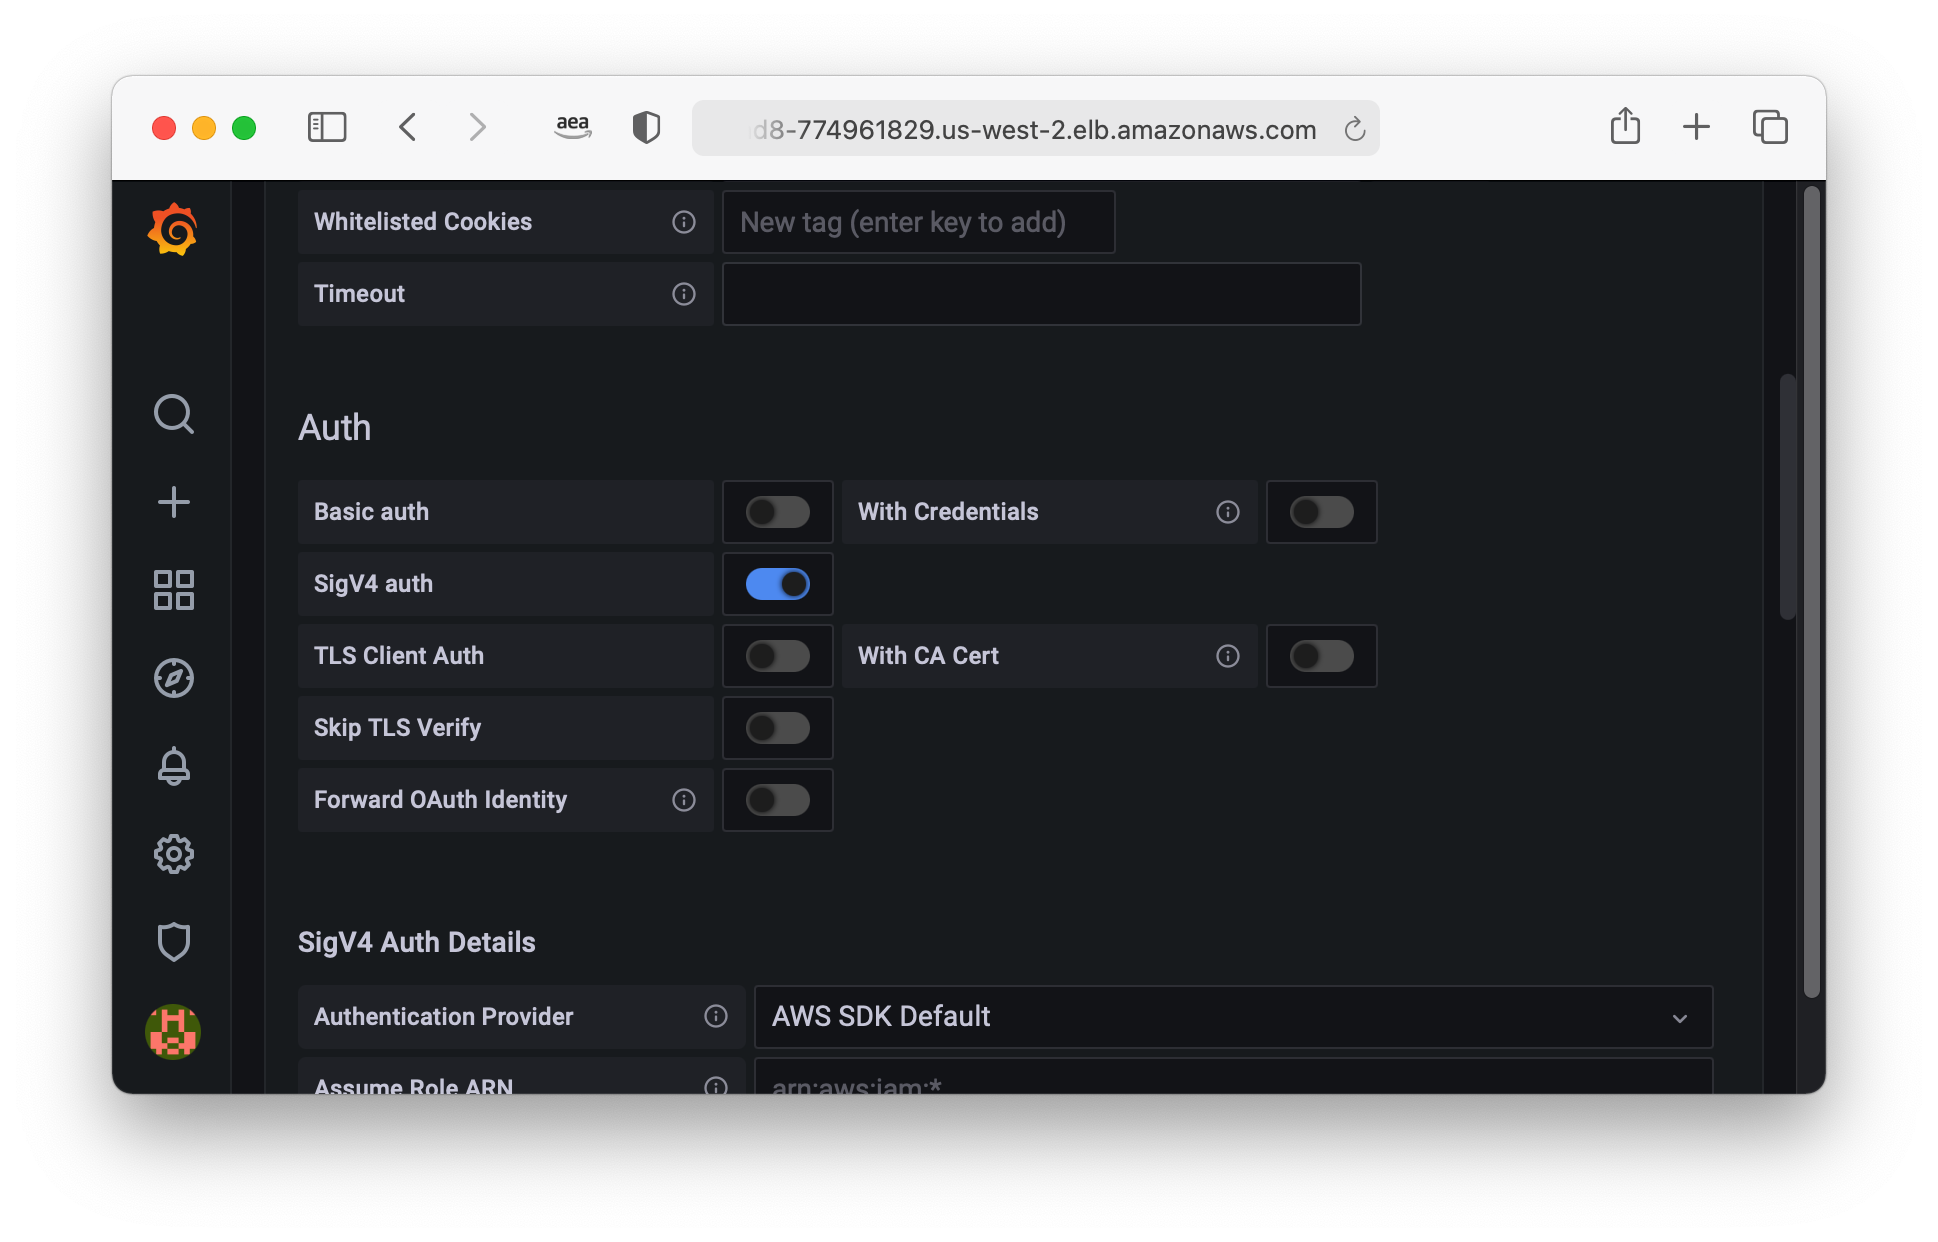 aea
d8-774961829.us-west-2.elb.amazonaws.com
Whitelisted Cookies New tag (enter key to add)
Timeout
Auth
Basic auth With Credentials
SigV4 auth
TLS Client Auth With CA Cert
Skip TLS Verify
Forward OAuth Identity
SigV4 Auth Details
Authentication Provider AWS SDK Default
Assume Role ARN arn:aws:iam:*